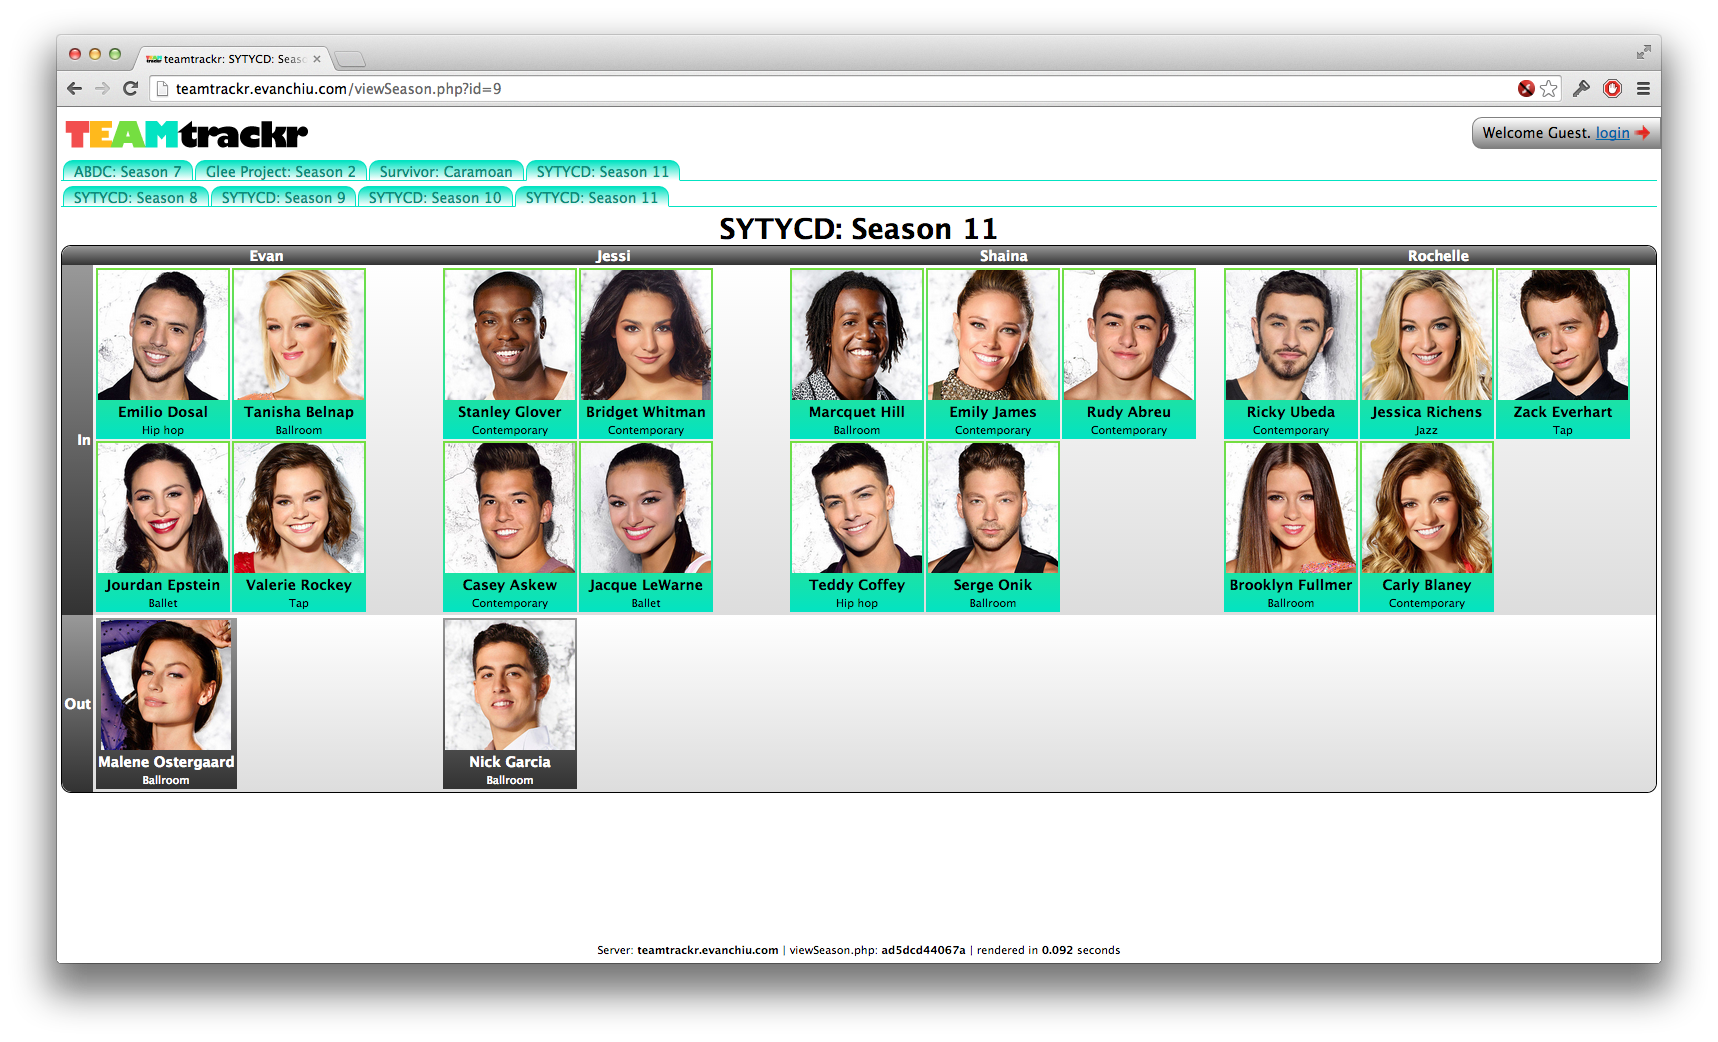 teamtrackr: SYTYCD: Seas
teamtrackr.evanchiu.com/viewSeason.php?id=9
TEAMtrackr
Welcome Guest. login
ABDC: Season 7 Glee Project: Season 2 Survivor: Caramoan SYTYCD: Season 11
SYTYCD: Season 8 SYTYCD: Season 9 SYTYCD: Season 10 SYTYCD: Season 11
SYTYCD: Season 11
Evan Jessi Shaina Rochelle
In
Emilio Dosal Tanisha Belnap Stanley Glover Bridget Whitman Marcquet Hill Emily James Rudy Abreu Ricky Ubeda Jessica Richens Zack Everhart
Hip hop Ballroom Contemporary Contemporary Ballroom Contemporary Contemporary Contemporary Jazz Tap
Jourdan Epstein Valerie Rockey Casey Askew Jacque LeWarne Teddy Coffey Serge Onik Brooklyn Fullmer Carly Blaney
Ballet Tap Contemporary Ballet Hip hop Ballroom Ballroom Contemporary
Out
Malene Ostergaard Nick Garcia
Ballroom Ballroom
Server: teamtrackr.evanchiu.com | viewSeason.php: ad5dcd44067a | rendered in 0.092 seconds